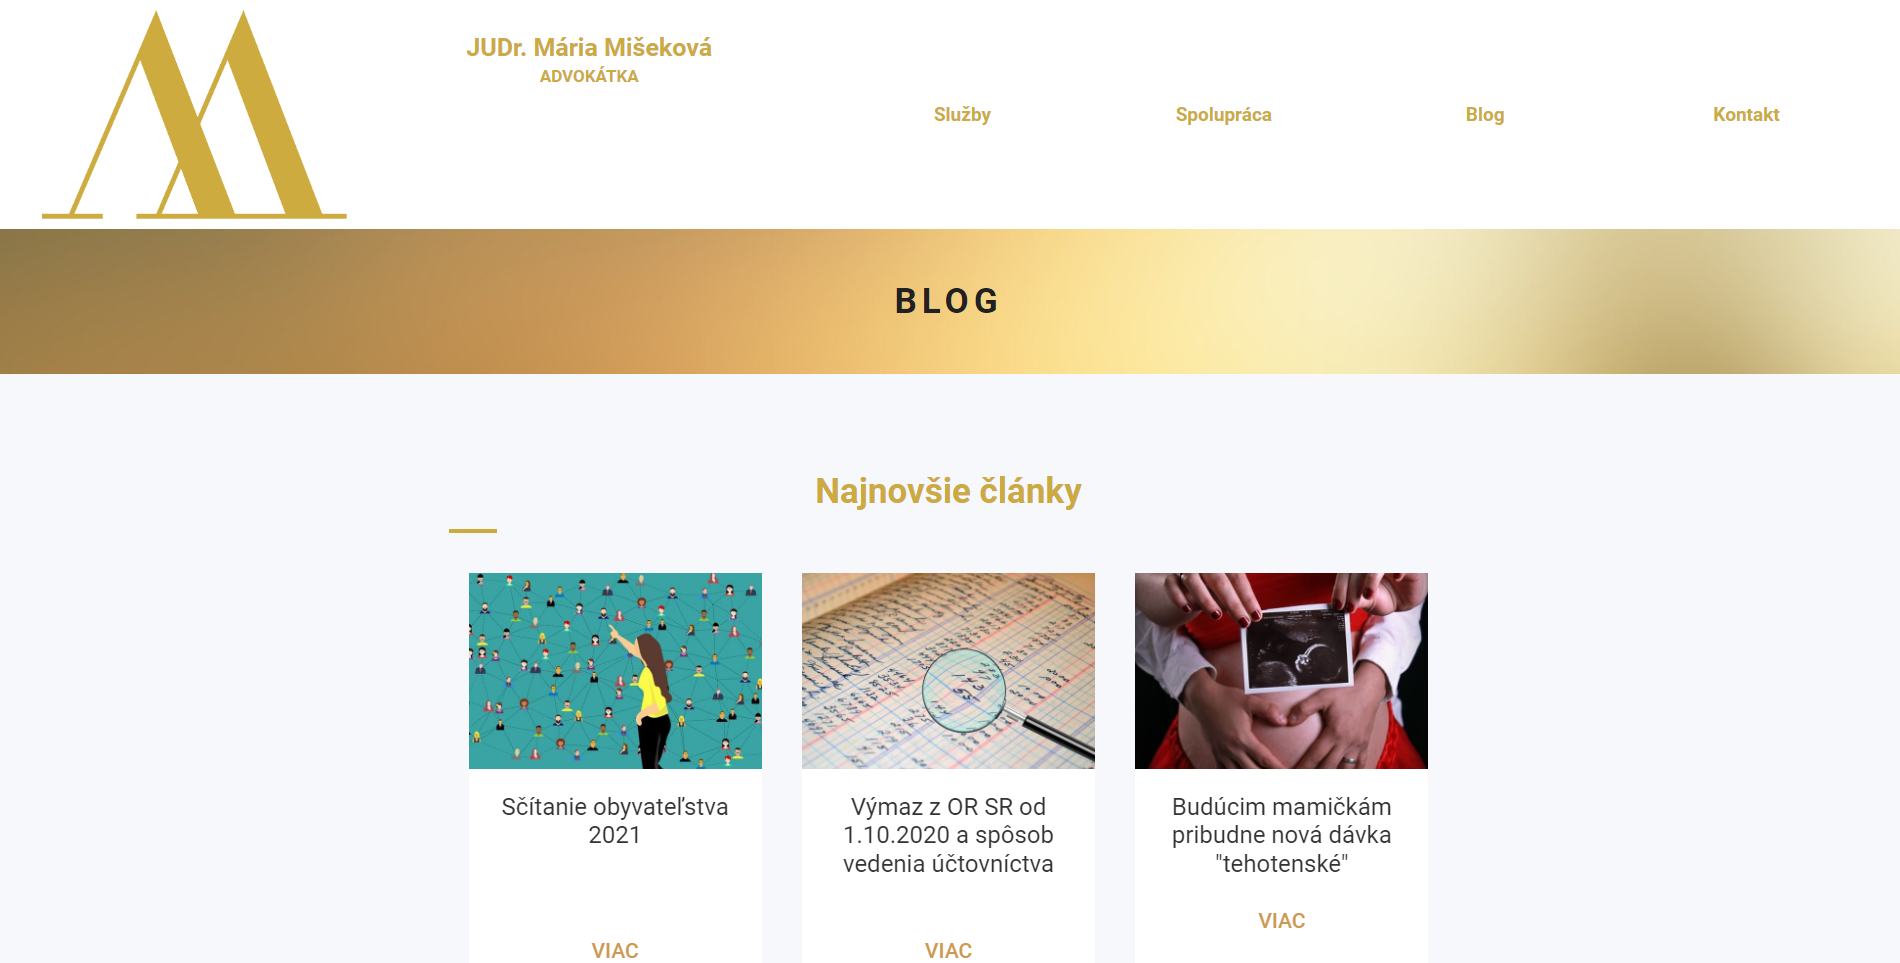 JUDr. Mária Mišeková
ADVOKÁTKA
Služby
Spolupráca
Blog
Kontakt
BLOG
Najnovšie články
Sčítanie obyvateľstva
2021
VIAC
Výmaz z OR SR od
1.10.2020 a spôsob
vedenia účtovníctva
VIAC
Budúcim mamičkám
pribudne nová dávka
"tehotenské"
VIAC